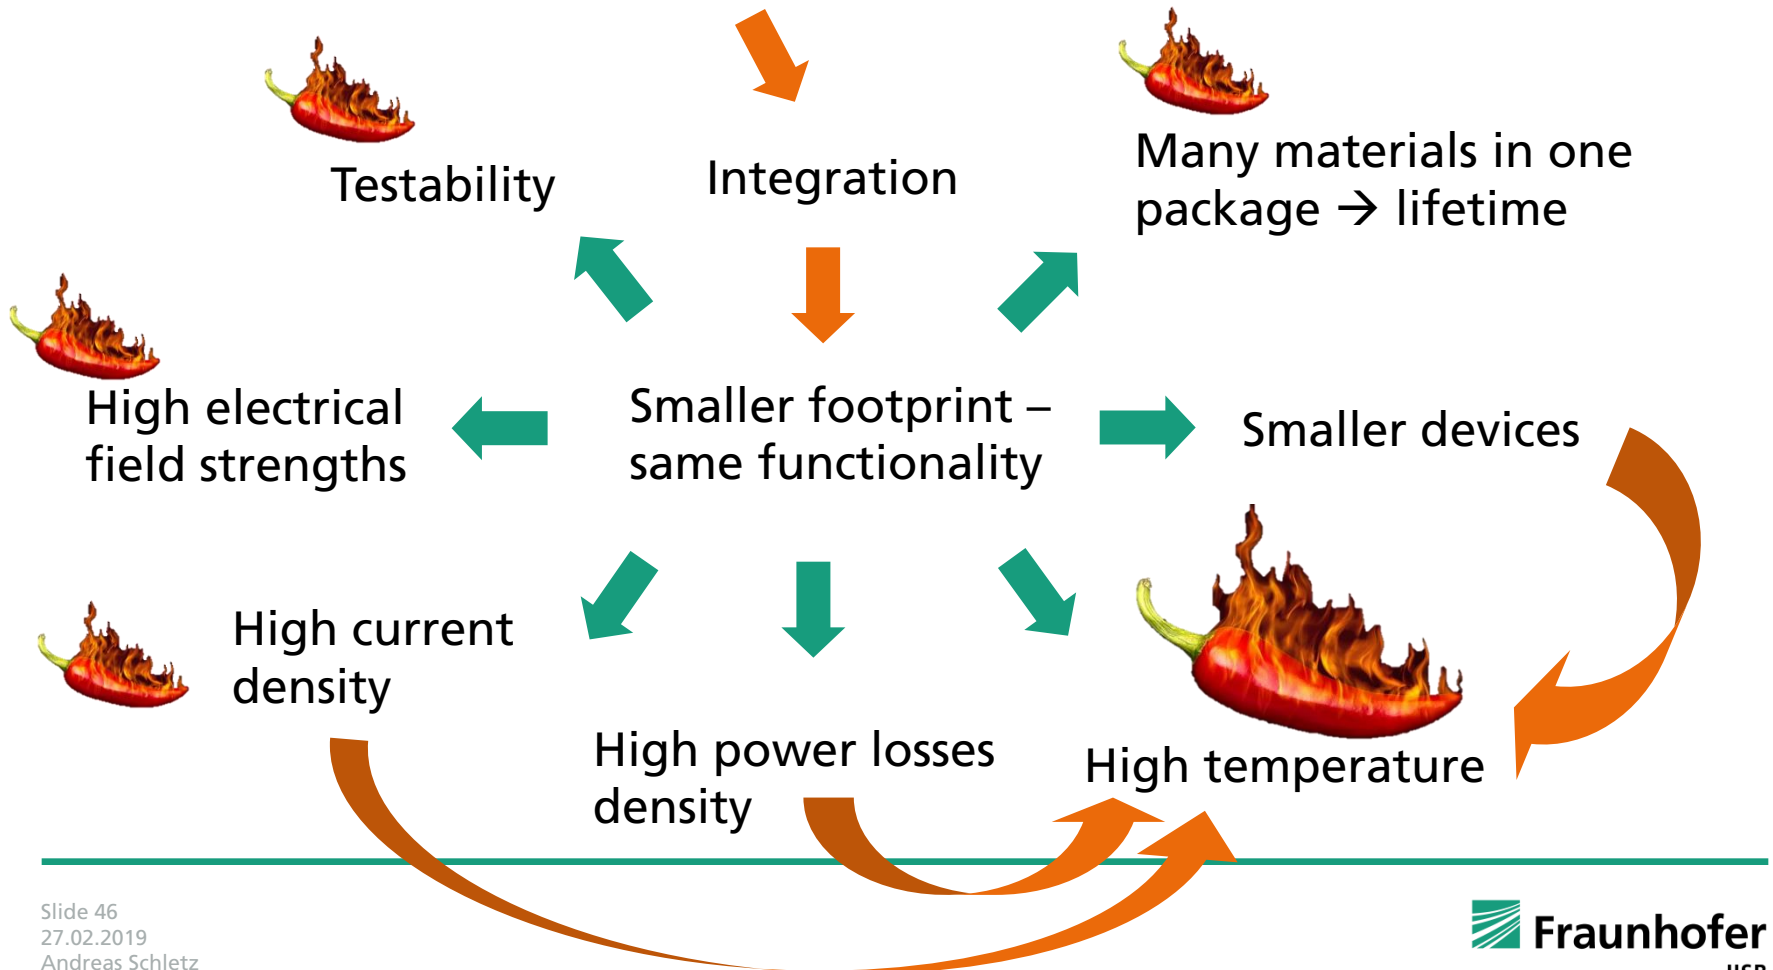 Testability
Integration
Many materials in one
package → lifetime
High electrical
field strengths
Smaller footprint –
same functionality
Smaller devices
High current
density
High power losses
density
High temperature
Slide 46
27.02.2019
Andreas Schletz
Fraunhofer
IISB